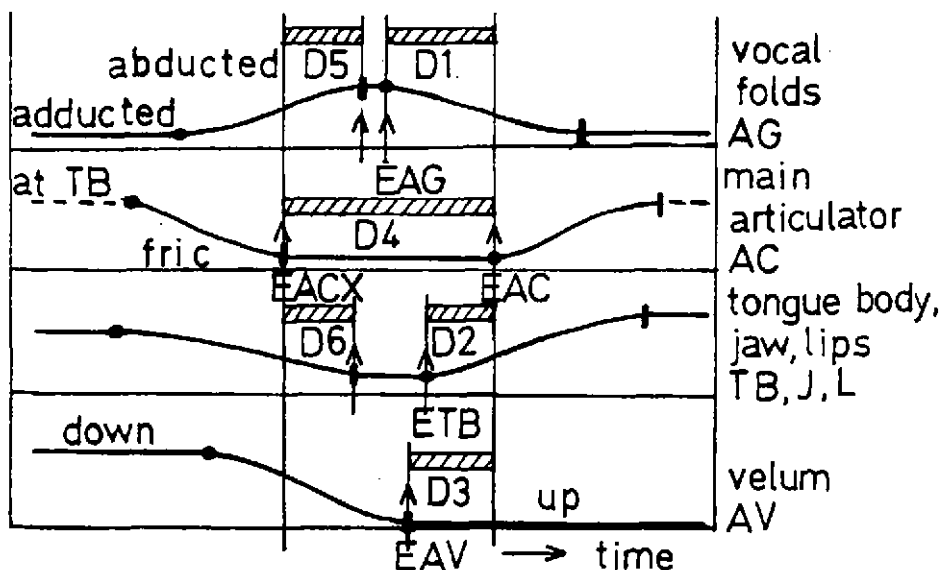 abducted D5 D1
adducted
vocal
folds
AG
EAG
at TB
D4
fric
main
articulator
AC
EACX
EAC
D6
D2
tongue body,
jaw, lips
TB, J, L
ETB
down
D3
up
velum
AV
EAV
time